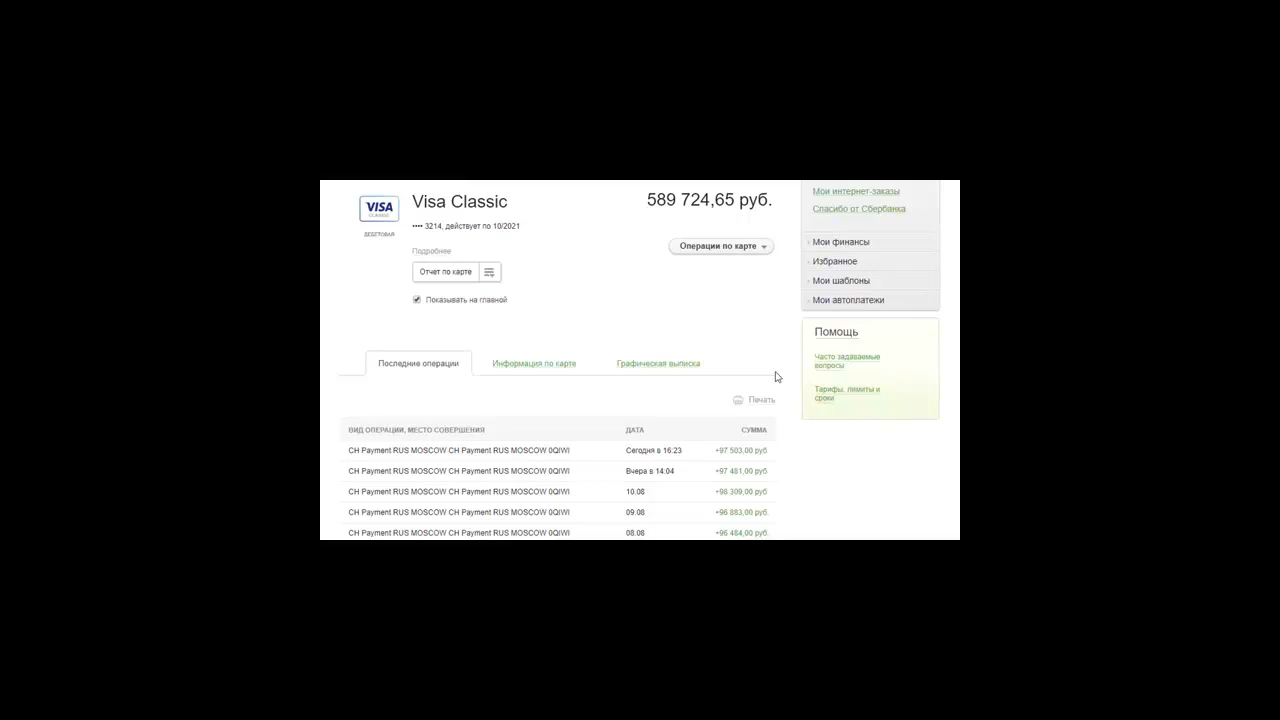 VISA
CLASSIC
ДЕБЕТОВАЯ
Visa Classic
589 724,65 руб.
•••• 3214, действует по 10/2021
Операции по карте
Подробнее
Отчет по карте
Показывать на главной
Последние операции
Информация по карте
Графическая выписка
Печать
ВИД ОПЕРАЦИИ, МЕСТО СОВЕРШЕНИЯ ДАТА СУММА
CH Payment RUS MOSCOW CH Payment RUS MOSCOW 0QIWI Сегодня в 16:23 +97 503,00 руб.
CH Payment RUS MOSCOW CH Payment RUS MOSCOW 0QIWI Вчера в 14:04 +97 481,00 руб.
CH Payment RUS MOSCOW CH Payment RUS MOSCOW 0QIWI 10.08 +98 309,00 руб.
CH Payment RUS MOSCOW CH Payment RUS MOSCOW 0QIWI 09.08 +96 883,00 руб.
CH Payment RUS MOSCOW CH Payment RUS MOSCOW 0QIWI 08.08 +96 484,00 руб.
Мои интернет-заказы
Спасибо от Сбербанка
Мои финансы
Избранное
Мои шаблоны
Мои автоплатежи
Помощь
Часто задаваемые
вопросы
Тарифы, лимиты и
сроки